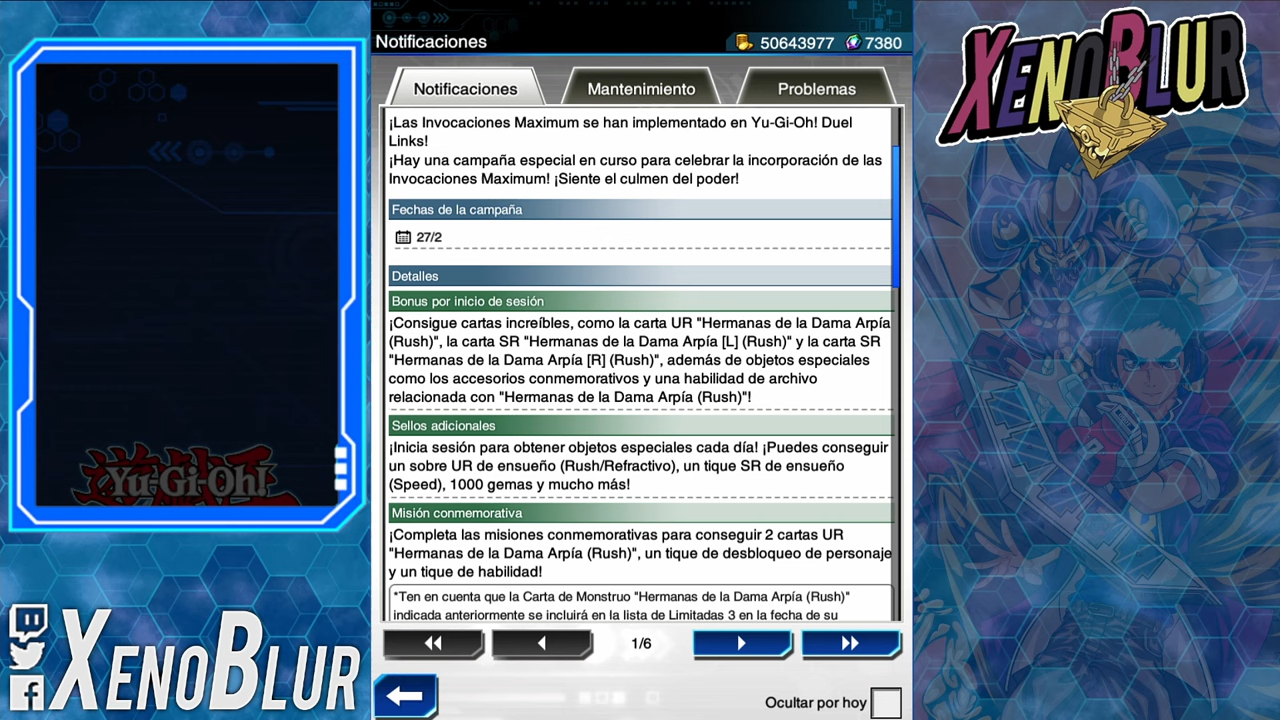 Notificaciones
50643977
7380
Notificaciones
Mantenimiento
Problemas
¡Las Invocaciones Maximum se han implementado en Yu-Gi-Oh! Duel
Links!
¡Hay una campaña especial en curso para celebrar la incorporación de las
Invocaciones Maximum! ¡Siente el culmen del poder!
Fechas de la campaña
27/2
Detalles
Bonus por inicio de sesión
¡Consigue cartas increíbles, como la carta UR "Hermanas de la Dama Arpía
(Rush)", la carta SR "Hermanas de la Dama Arpía [L] (Rush)" y la carta SR
"Hermanas de la Dama Arpía [R] (Rush)", además de objetos especiales
como los accesorios conmemorativos y una habilidad de archivo
relacionada con "Hermanas de la Dama Arpía (Rush)"!
Sellos adicionales
¡Inicia sesión para obtener objetos especiales cada día! ¡Puedes conseguir
un sobre UR de ensueño (Rush/Refractivo), un tique SR de ensueño
(Speed), 1000 gemas y mucho más!
Misión conmemorativa
¡Completa las misiones conmemorativas para conseguir 2 cartas UR
"Hermanas de la Dama Arpía (Rush)", un tique de desbloqueo de personaje
y un tique de habilidad!
*Ten en cuenta que la Carta de Monstruo "Hermanas de la Dama Arpía (Rush)"
indicada anteriormente se incluirá en la lista de Limitadas 3 en la fecha de su
1/6
Ocultar por hoy
Yu-Gi-Oh!
XENOBLUR
XENOBLUR